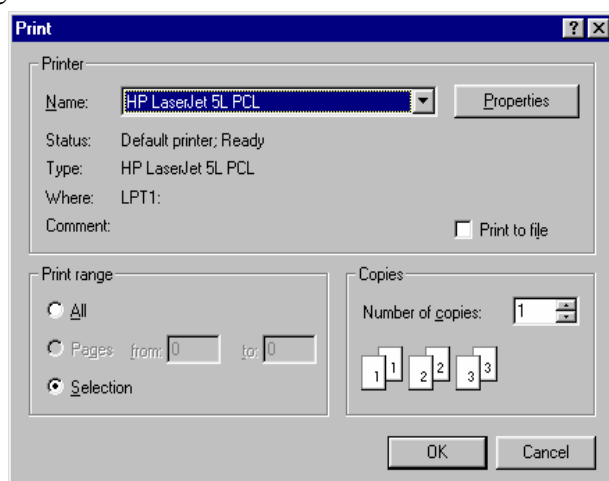 Print
Printer
Name: HP LaserJet 5L PCL Properties
Status: Default printer; Ready
Type: HP LaserJet 5L PCL
Where: LPT1:
Comment: Print to file
Print range
All
Pages from: 0 to: 0
Selection
Copies
Number of copies: 1
1 1 2 2 3 3
OK Cancel